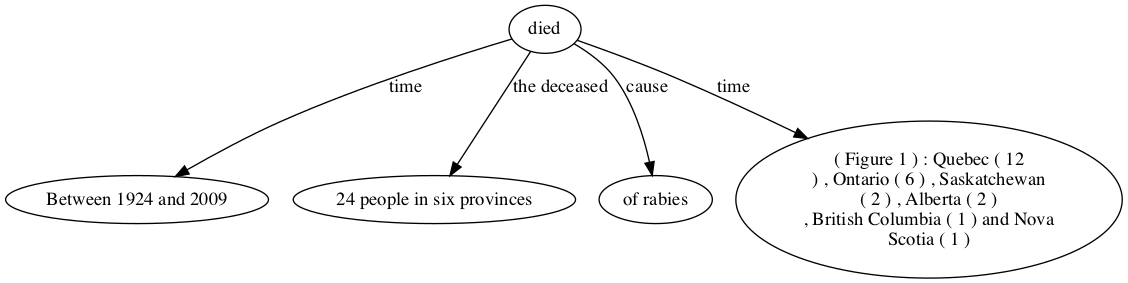 died
time
the deceased
cause
time
Between 1924 and 2009
24 people in six provinces
of rabies
( Figure 1 ) : Quebec ( 12
) , Ontario ( 6 ) , Saskatchewan
( 2 ) , Alberta ( 2 )
, British Columbia ( 1 ) and Nova
Scotia ( 1 )